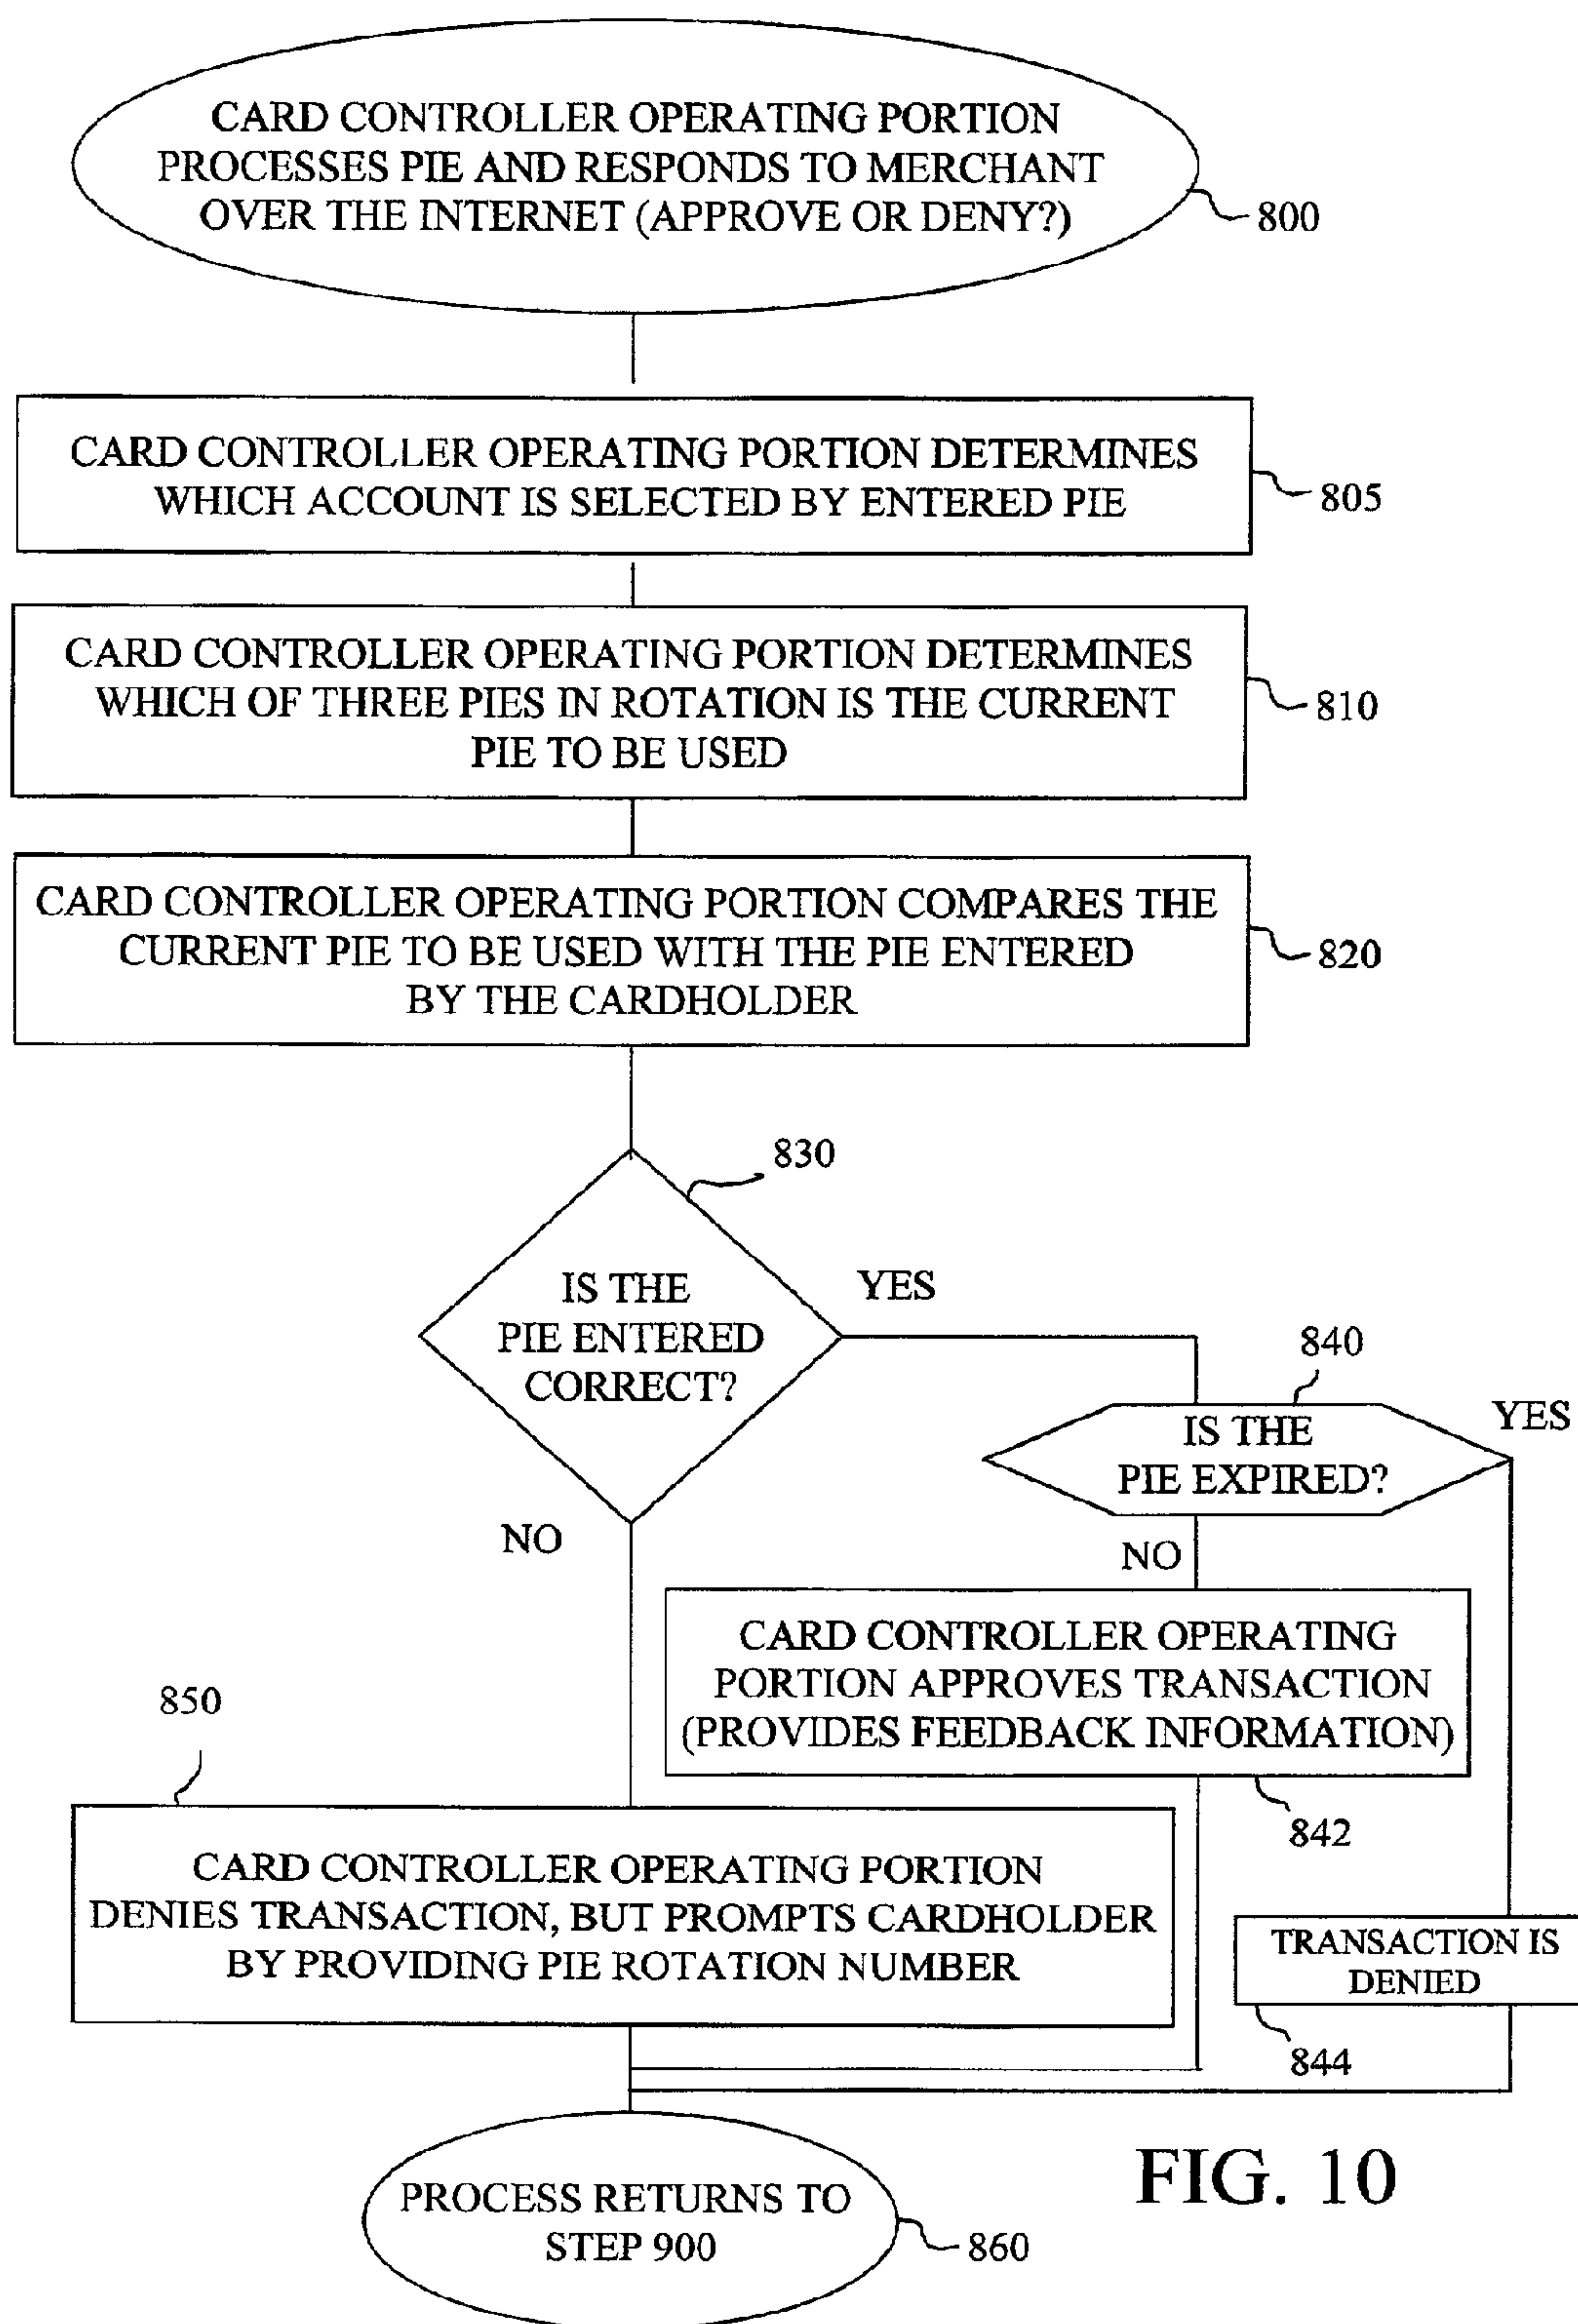 CARD CONTROLLER OPERATING PORTION
PROCESSES PIE AND RESPONDS TO MERCHANT
OVER THE INTERNET (APPROVE OR DENY?)
800
CARD CONTROLLER OPERATING PORTION DETERMINES
WHICH ACCOUNT IS SELECTED BY ENTERED PIE
805
CARD CONTROLLER OPERATING PORTION DETERMINES
WHICH OF THREE PIES IN ROTATION IS THE CURRENT
PIE TO BE USED
810
CARD CONTROLLER OPERATING PORTION COMPARES THE
CURRENT PIE TO BE USED WITH THE PIE ENTERED
BY THE CARDHOLDER
820
830
IS THE
PIE ENTERED
CORRECT?
YES
NO
840
IS THE
PIE EXPIRED?
YES
NO
CARD CONTROLLER OPERATING
PORTION APPROVES TRANSACTION
(PROVIDES FEEDBACK INFORMATION)
842
850
CARD CONTROLLER OPERATING PORTION
DENIES TRANSACTION, BUT PROMPTS CARDHOLDER
BY PROVIDING PIE ROTATION NUMBER
TRANSACTION IS
DENIED
844
PROCESS RETURNS TO
STEP 900
860
FIG. 10